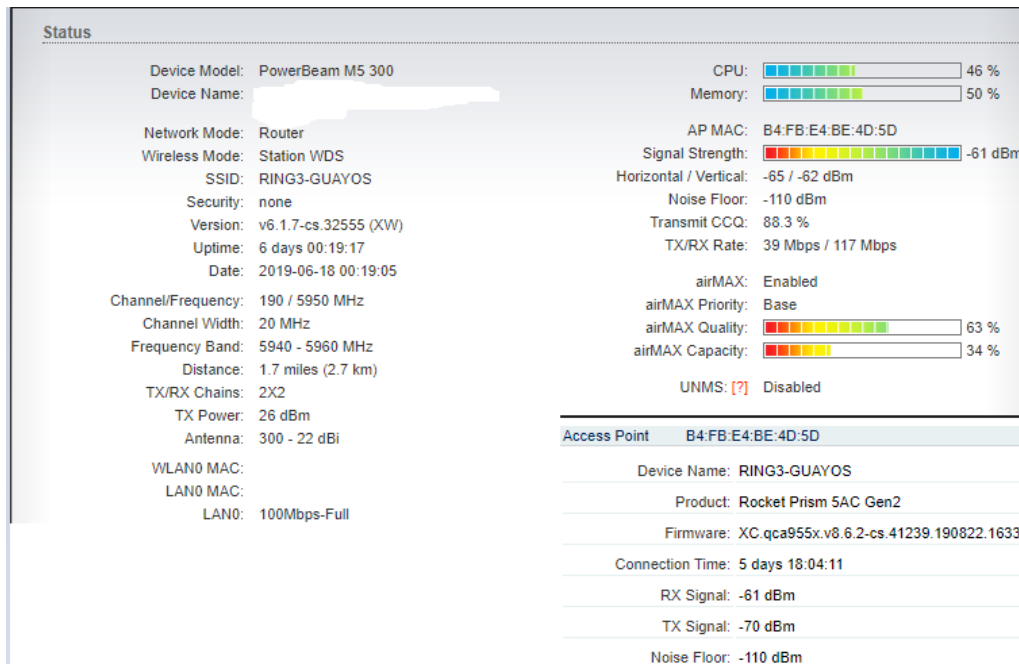 Status
Device Model: PowerBeam M5 300
Device Name:
Network Mode: Router
Wireless Mode: Station WDS
SSID: RING3-GUAYOS
Security: none
Version: v6.1.7-cs.32555 (XW)
Uptime: 6 days 00:19:17
Date: 2019-06-18 00:19:05
Channel/Frequency: 190 / 5950 MHz
Channel Width: 20 MHz
Frequency Band: 5940 - 5960 MHz
Distance: 1.7 miles (2.7 km)
TX/RX Chains: 2X2
TX Power: 26 dBm
Antenna: 300 - 22 dBi
WLAN0 MAC:
LAN0 MAC:
LAN0: 100Mbps-Full
CPU: 46 %
Memory: 50 %
AP MAC: B4:FB:E4:BE:4D:5D
Signal Strength: -61 dBm
Horizontal / Vertical: -65 / -62 dBm
Noise Floor: -110 dBm
Transmit CCQ: 88.3 %
TX/RX Rate: 39 Mbps / 117 Mbps
airMAX: Enabled
airMAX Priority: Base
airMAX Quality: 63 %
airMAX Capacity: 34 %
UNMS: [?] Disabled
Access Point B4:FB:E4:BE:4D:5D
Device Name: RING3-GUAYOS
Product: Rocket Prism 5AC Gen2
Firmware: XC.qca955x.v8.6.2-cs.41239.190822.1633
Connection Time: 5 days 18:04:11
RX Signal: -61 dBm
TX Signal: -70 dBm
Noise Floor: -110 dBm